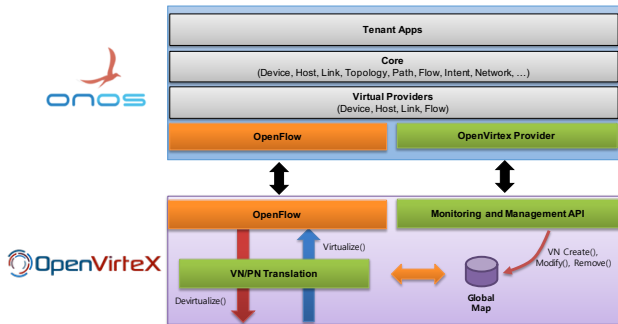 Tenant Apps
Core
(Device, Host, Link, Topology, Path, Flow, Intent, Network, ...)
onos
Virtual Providers
(Device, Host, Link, Flow)
OpenFlow
OpenVirtex Provider
OpenFlow
Monitoring and Management API
Virtualize()
VN Create(),
Modify(), Remove()
OpenVirteX
VN/PN Translation
Devirtualize()
Global
Map